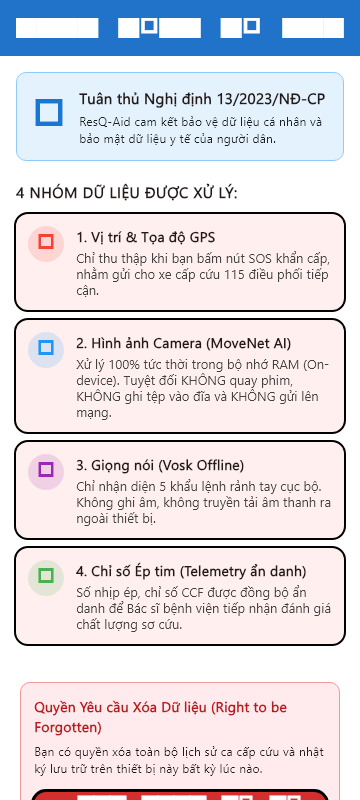 Tuân thủ Nghị định 13/2023/NĐ-CP
ResQ-Aid cam kết bảo vệ dữ liệu cá nhân và
bảo mật dữ liệu y tế của người dân.
4 NHÓM DỮ LIỆU ĐƯỢC XỬ LÝ:
1. Vị trí & Tọa độ GPS
Chỉ thu thập khi bạn bấm nút SOS khẩn cấp,
nhằm gửi cho xe cấp cứu 115 điều phối tiếp
cận.
2. Hình ảnh Camera (MoveNet AI)
Xử lý 100% tức thời trong bộ nhớ RAM (On-
device). Tuyệt đối KHÔNG quay phim,
KHÔNG ghi tệp vào đĩa và KHÔNG gửi lên
mạng.
3. Giọng nói (Vosk Offline)
Chỉ nhận diện 5 khẩu lệnh rảnh tay cục bộ.
Không ghi âm, không truyền tải âm thanh ra
ngoài thiết bị.
4. Chỉ số Ép tim (Telemetry ẩn danh)
Số nhịp ép, chỉ số CCF được đồng bộ ẩn
danh để Bác sĩ bệnh viện tiếp nhận đánh giá
chất lượng sơ cứu.
Quyền Yêu cầu Xóa Dữ liệu (Right to be
Forgotten)
Bạn có quyền xóa toàn bộ lịch sử ca cấp cứu và nhật
ký lưu trữ trên thiết bị này bất kỳ lúc nào.